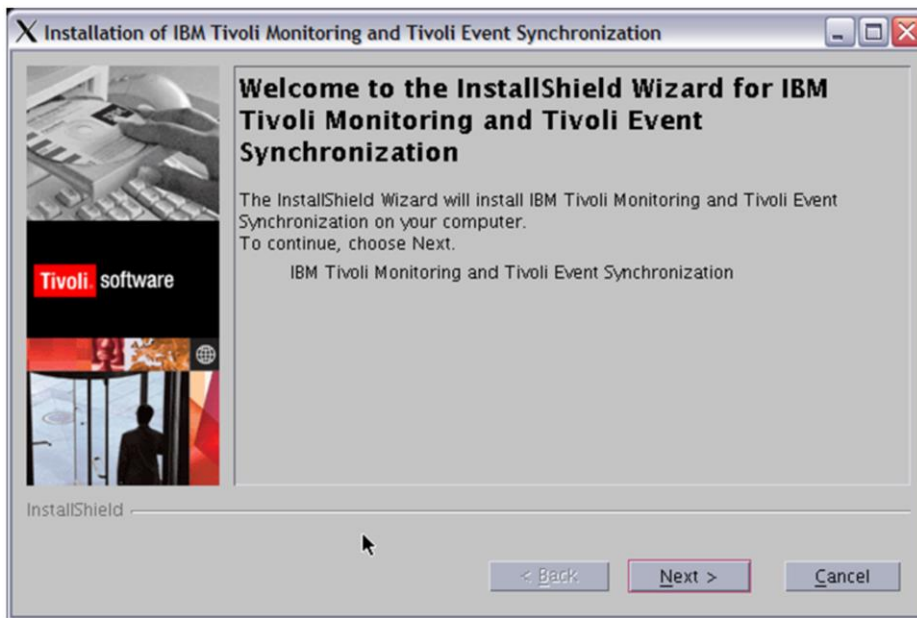 Installation of IBM Tivoli Monitoring and Tivoli Event Synchronization
Welcome to the InstallShield Wizard for IBM
Tivoli Monitoring and Tivoli Event
Synchronization
The InstallShield Wizard will install IBM Tivoli Monitoring and Tivoli Event
Synchronization on your computer.
To continue, choose Next.
IBM Tivoli Monitoring and Tivoli Event Synchronization
Tivoli. software
InstallShield
< Back
Next >
Cancel